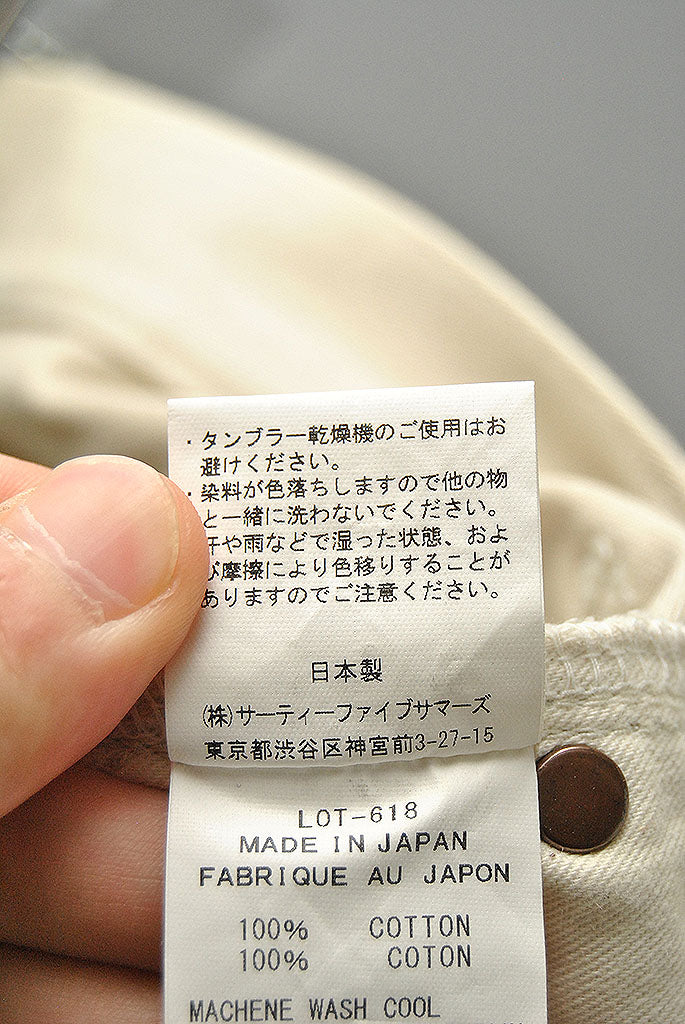 ・タンブラー乾燥機のご使用はお
避けください。
・染料が色落ちしますので他の物
と一緒に洗わないでください。
汗や雨などで湿った状態、およ
び摩擦により色移りすることが
ありますのでご注意ください。
日本製
(株)サーティーファイブサマーズ
東京都渋谷区神宮前3-27-15
LOT-618
MADE IN JAPAN
FABRIQUE AU JAPON
100% COTTON
100% COTON
MACHENE WASH COOL